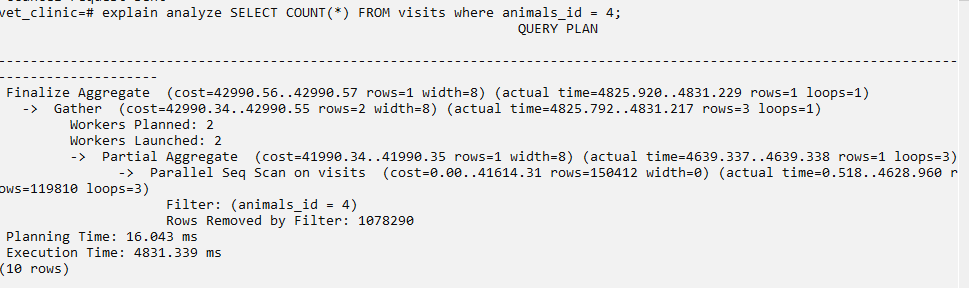 vet_clinic=# explain analyze SELECT COUNT(*) FROM visits where animals_id = 4;
QUERY PLAN
-----------------------------------------------------------------------------------------------------------------------
--------------------
Finalize Aggregate  (cost=42990.56..42990.57 rows=1 width=8) (actual time=4825.920..4831.229 rows=1 loops=1)
->  Gather  (cost=42990.34..42990.55 rows=2 width=8) (actual time=4825.792..4831.217 rows=3 loops=1)
Workers Planned: 2
Workers Launched: 2
->  Partial Aggregate  (cost=41990.34..41990.35 rows=1 width=8) (actual time=4639.337..4639.338 rows=1 loops=3)
->  Parallel Seq Scan on visits  (cost=0.00..41614.31 rows=150412 width=0) (actual time=0.518..4628.960 r
ows=119810 loops=3)
Filter: (animals_id = 4)
Rows Removed by Filter: 1078290
Planning Time: 16.043 ms
Execution Time: 4831.339 ms
(10 rows)